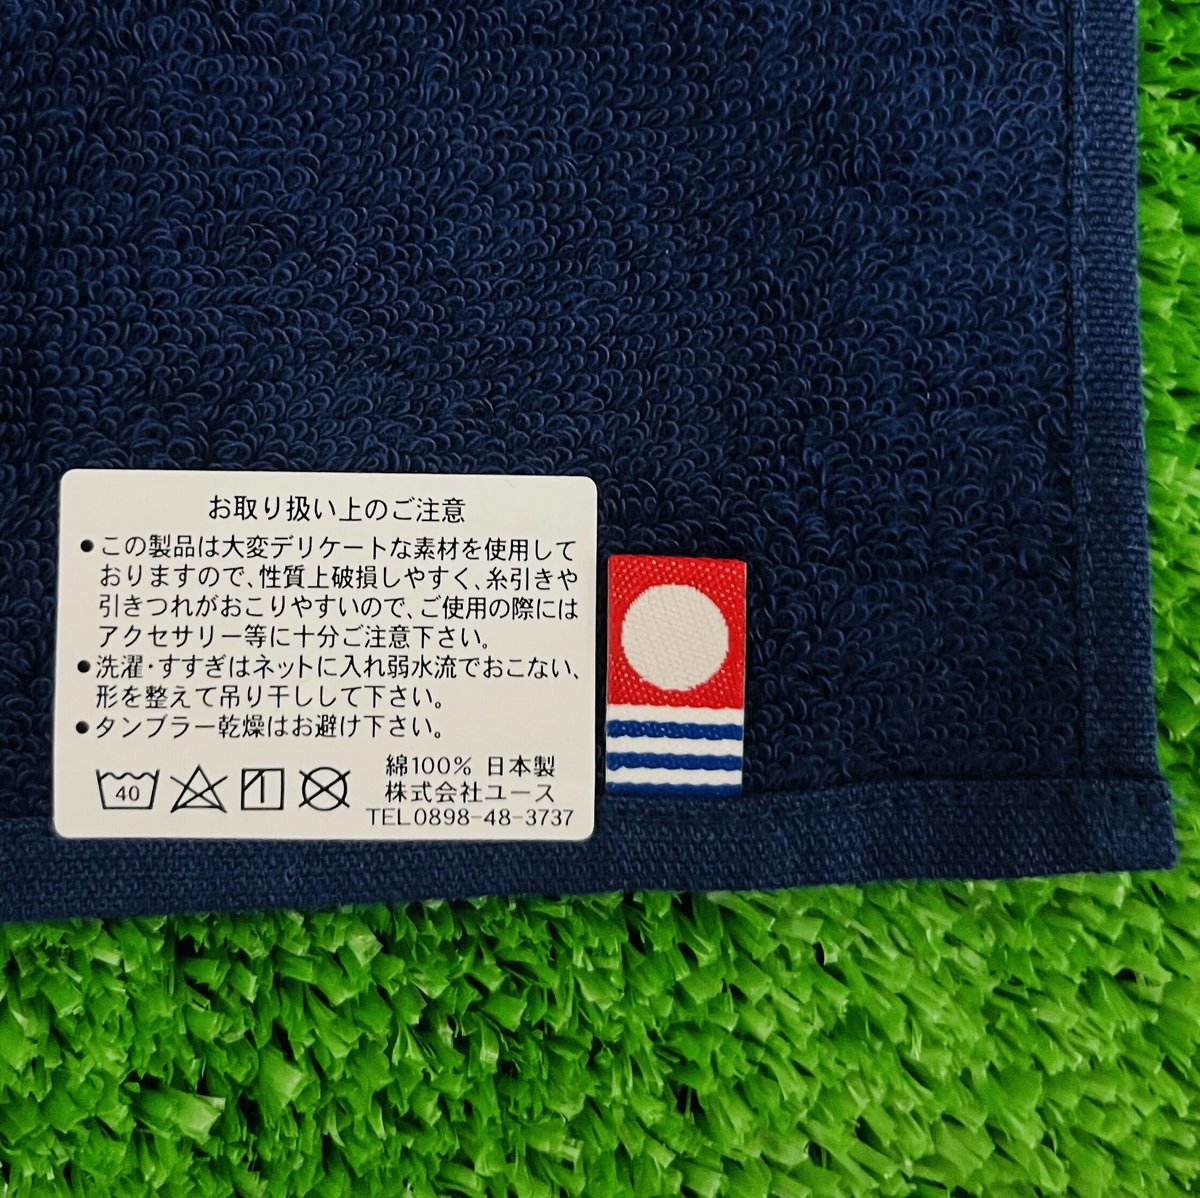 お取り扱い上のご注意
●この製品は大変デリケートな素材を使用して
おりますので、性質上破損しやすく、糸引きや
引きつれがおこりやすいので、ご使用の際には
アクセサリー等に十分ご注意下さい。
●洗濯・すすぎはネットに入れ弱水流でおこない、
形を整えて吊り干しして下さい。
●タンブラー乾燥はお避け下さい。
40
綿100% 日本製
株式会社ユース
TEL0898-48-3737